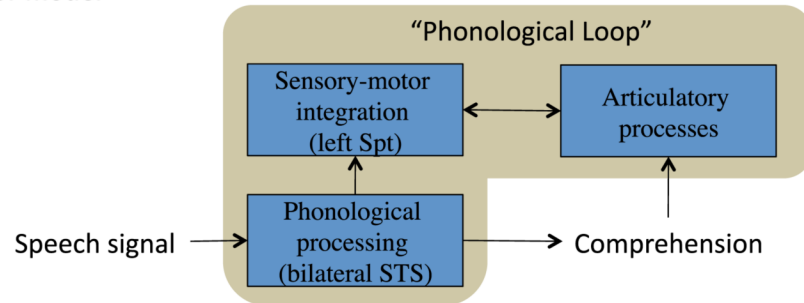 “Phonological Loop”
Sensory-motor
integration
(left Spt)
Articulatory
processes
Phonological
processing
(bilateral STS)
Speech signal
Comprehension